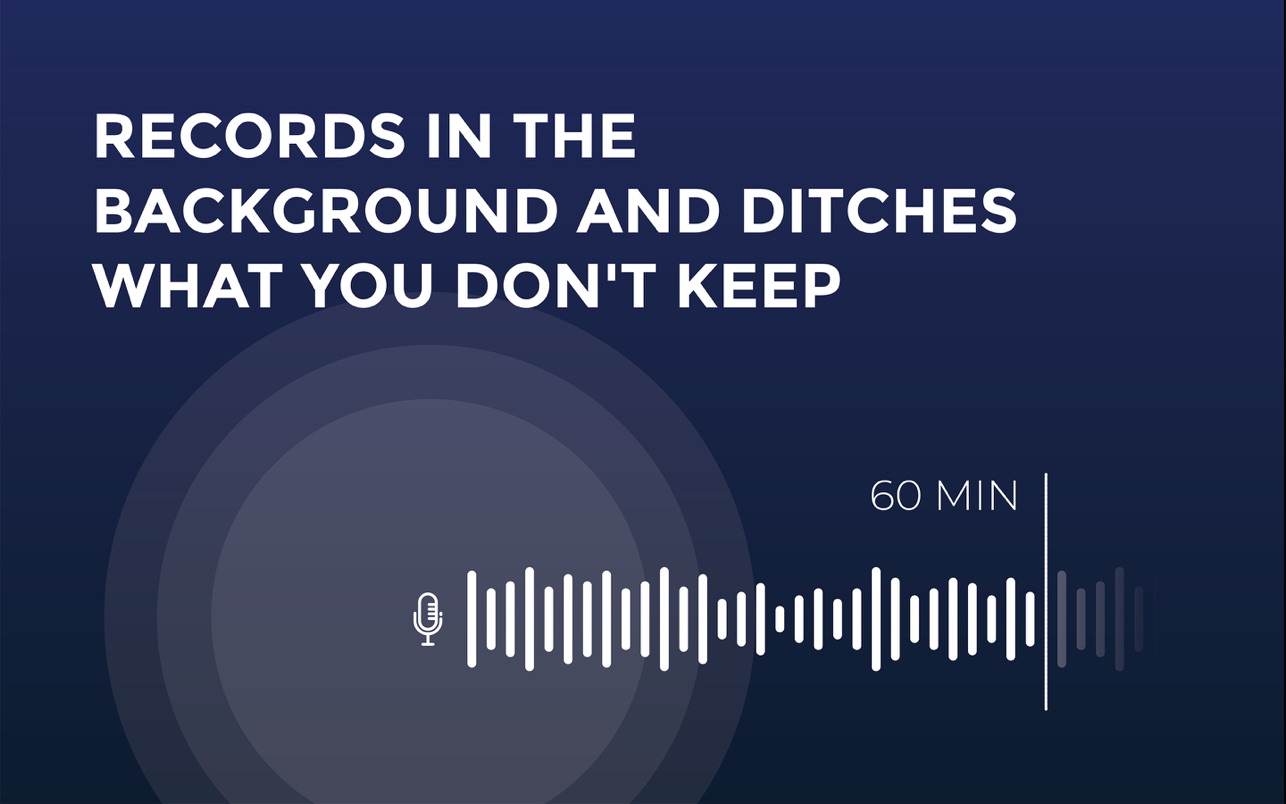 RECORDS IN THE
BACKGROUND AND DITCHES
WHAT YOU DON'T KEEP
60 MIN